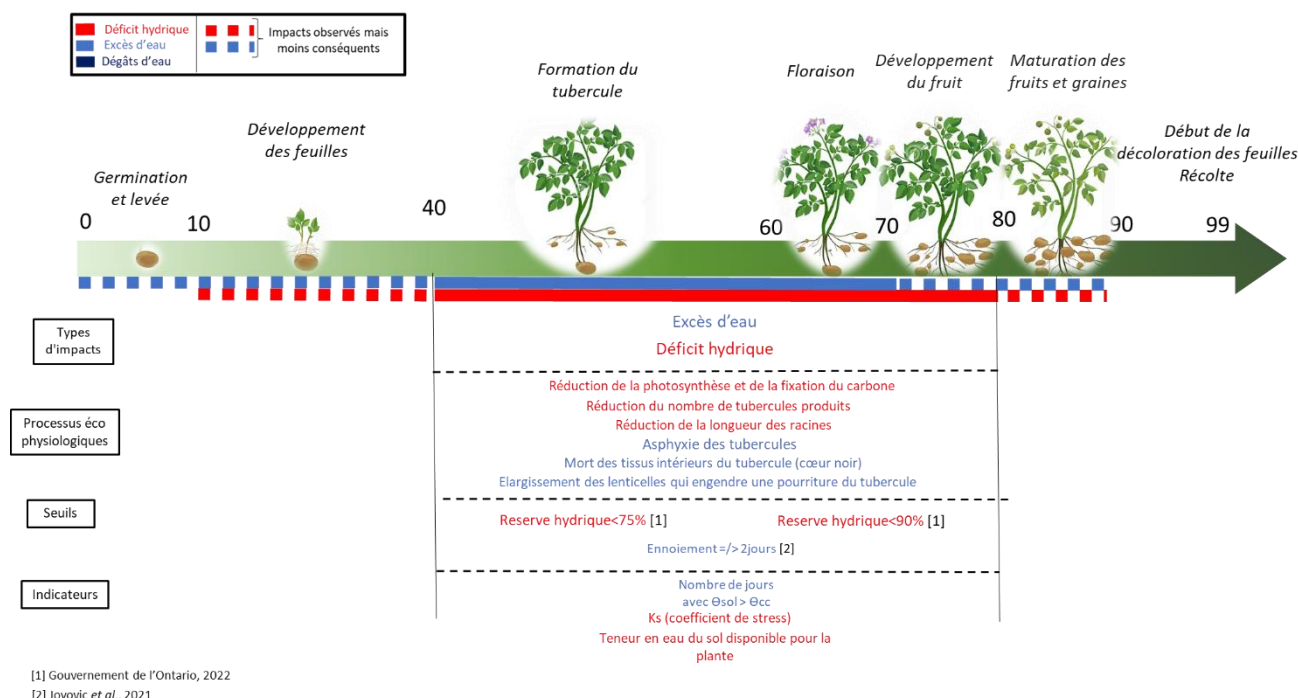 Déficit hydrique
Excès d'eau
Dégâts d'eau
Impacts observés mais
moins conséquents
Germination
et levée
Développement
des feuilles
Formation du
tubercule
Floraison
Développement
du fruit
Maturation des
fruits et graines
Début de la
décoloration des feuilles
Récolte
0
10
40
60
70
80
90
99
Types
d'impacts
Excès d'eau
Déficit hydrique
Processus éco
physiologiques
Réduction de la photosynthèse et de la fixation du carbone
Réduction du nombre de tubercules produits
Réduction de la longueur des racines
Asphyxie des tubercules
Mort des tissus intérieurs du tubercule (cœur noir)
Elargissement des lenticelles qui engendre une pourriture du tubercule
Seuils
Reserve hydrique<75% [1]
Reserve hydrique<90% [1]
Ennoiement =/> 2jours [2]
Indicateurs
Nombre de jours
avec Θsol > Θcc
Ks (coefficient de stress)
Teneur en eau du sol disponible pour la
plante
[1] Gouvernement de l'Ontario, 2022
[2] Jovovic et al., 2021